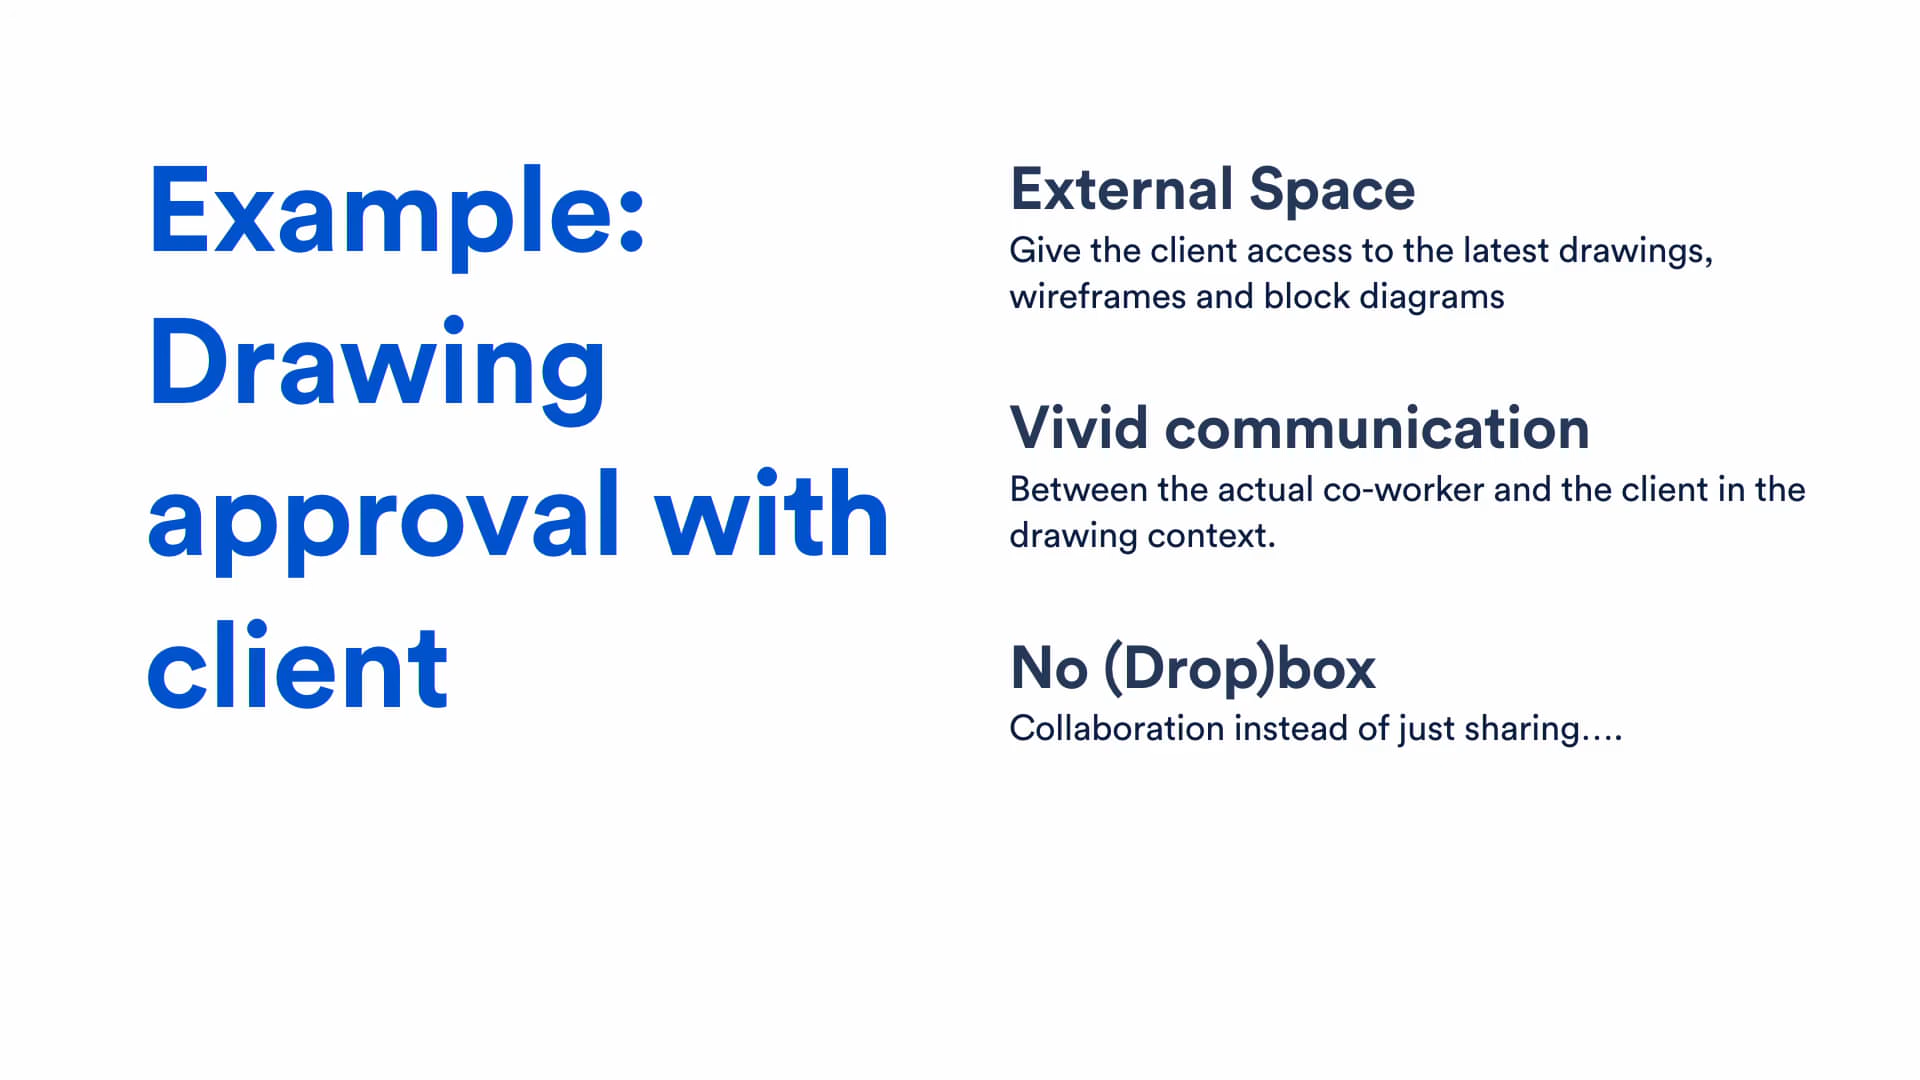 Example:
Drawing
approval with
client
External Space
Give the client access to the latest drawings,
wireframes and block diagrams
Vivid communication
Between the actual co-worker and the client in the
drawing context.
No (Drop)box
Collaboration instead of just sharing….